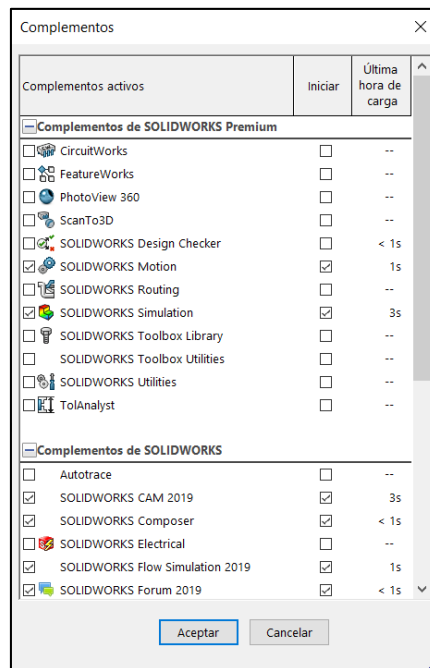 Complementos
Complementos activos Iniciar Última hora de carga
Complementos de SOLIDWORKS Premium
CircuitWorks --
FeatureWorks --
PhotoView 360 --
ScanTo3D --
SOLIDWORKS Design Checker < 1s
SOLIDWORKS Motion 1s
SOLIDWORKS Routing --
SOLIDWORKS Simulation 3s
SOLIDWORKS Toolbox Library --
SOLIDWORKS Toolbox Utilities --
SOLIDWORKS Utilities --
TolAnalyst --
Complementos de SOLIDWORKS
Autotrace --
SOLIDWORKS CAM 2019 3s
SOLIDWORKS Composer < 1s
SOLIDWORKS Electrical --
SOLIDWORKS Flow Simulation 2019 1s
SOLIDWORKS Forum 2019 < 1s
Aceptar Cancelar